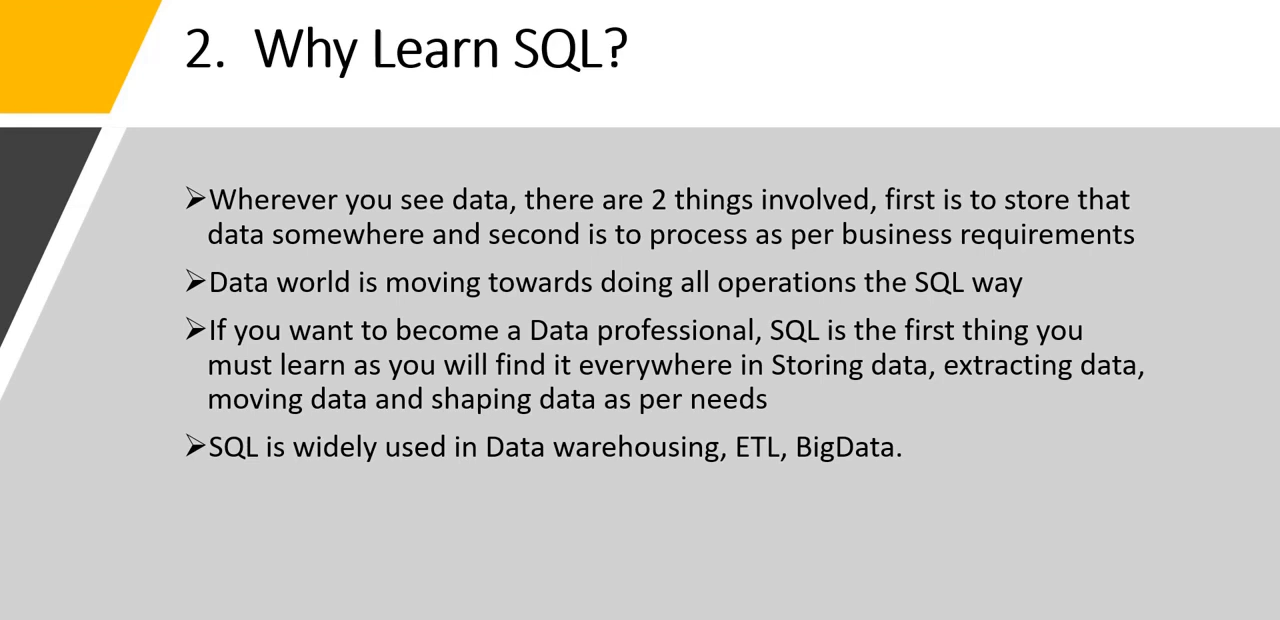 2. Why Learn SQL?
➢Wherever you see data, there are 2 things involved, first is to store that
data somewhere and second is to process as per business requirements
➢Data world is moving towards doing all operations the SQL way
➢If you want to become a Data professional, SQL is the first thing you
must learn as you will find it everywhere in Storing data, extracting data,
moving data and shaping data as per needs
➢SQL is widely used in Data warehousing, ETL, BigData.